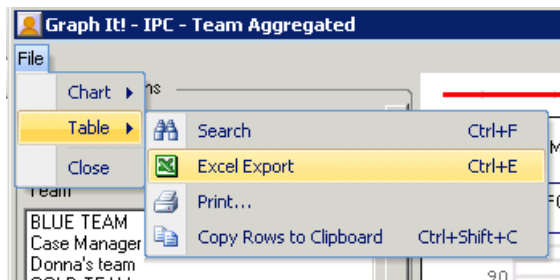 Graph It! - IPC - Team Aggregated
File
Chart
Table
Close
Search Ctrl+F
Excel Export Ctrl+E
Print...
Copy Rows to Clipboard Ctrl+Shift+C
Team
BLUE TEAM
Case Manager
Donna's team
90